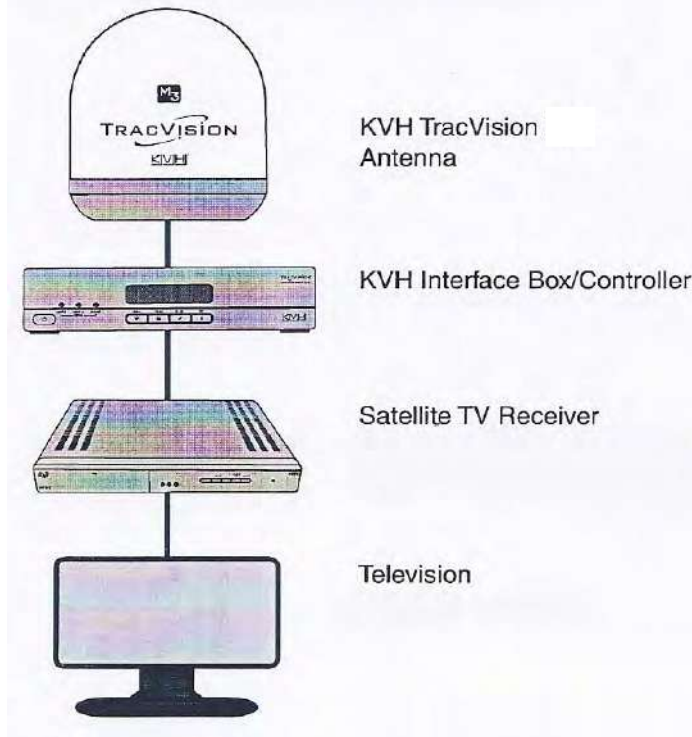 M3
TRACVISION
KVH
KVH TracVision
Antenna
KVH Interface Box/Controller
KVH
Satellite TV Receiver
Television